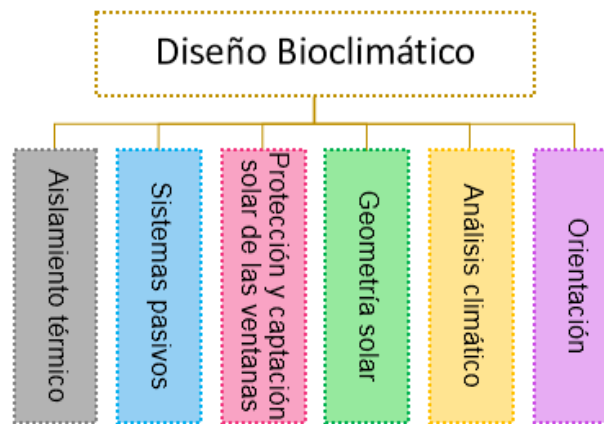 Diseño Bioclimático
Aislamiento térmico
Sistemas pasivos
Protección y captación
solar de las ventanas
Geometría solar
Análisis climático
Orientación